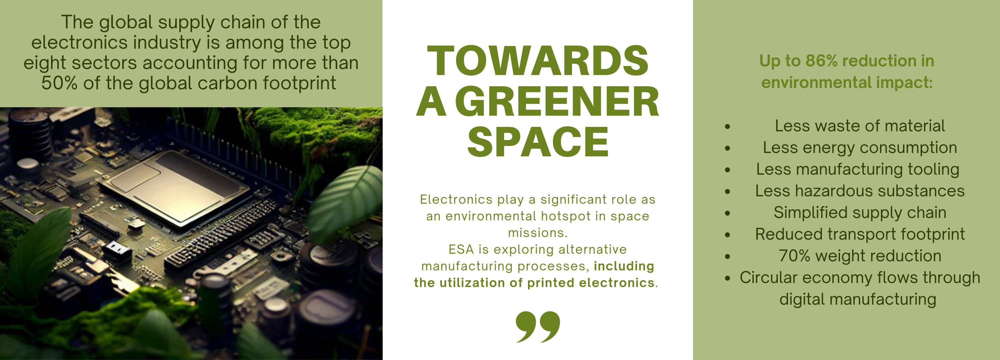 The global supply chain of the
electronics industry is among the top
eight sectors accounting for more than
50% of the global carbon footprint
TOWARDS
A GREENER
SPACE
Electronics play a significant role as
an environmental hotspot in space
missions.
ESA is exploring alternative
manufacturing processes, including
the utilization of printed electronics.
”
Up to 86% reduction in
environmental impact:
• Less waste of material
• Less energy consumption
• Less manufacturing tooling
• Less hazardous substances
• Simplified supply chain
• Reduced transport footprint
• 70% weight reduction
• Circular economy flows through
digital manufacturing